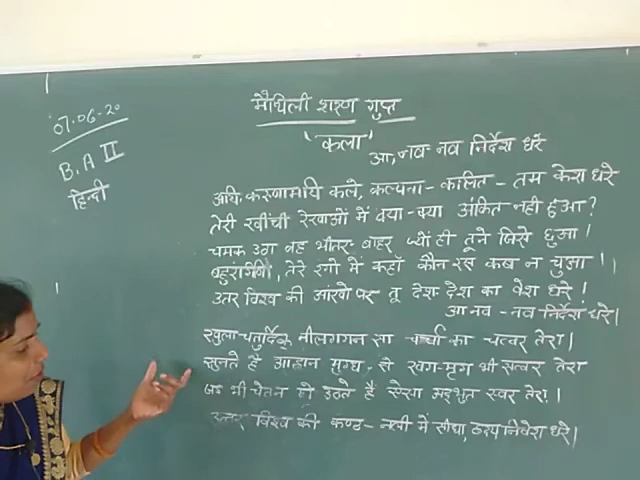 07-06-20
B.A II
हिन्दी
मैथिली शरण गुप्त
'कला'
आ, नव-नव निर्देश धरे
अयि, करुणामयि कले, कल्पना-कलित-तम केश धरे
तेरी खींची रेखाओं में क्या-क्या अंकित नही हुआ?
चमक उठा वह भीतर-बाहर ज्यों ही तूने जिसे छुआ!
बहुरंगिणी, तेरे रंगो में कहाँ कौन रस कब न चुआ!
उतर विश्व की आंखो पर तू देश-देश का वेश धरे!
आ नव-नव निर्देश धरे।
खुला चतुर्दिक् नीलगगन सा चर्चा का चत्वर तेरा।
सुनते है आह्वान मुग्ध-से खग-मृग भी सत्वर तेरा
जड़ भी चेतन हो उठते है ऐसा अद्भुत स्वर तेरा।
उतर विश्व की कण्ठ-नली में सीधा, हृदय निवेश धरे।